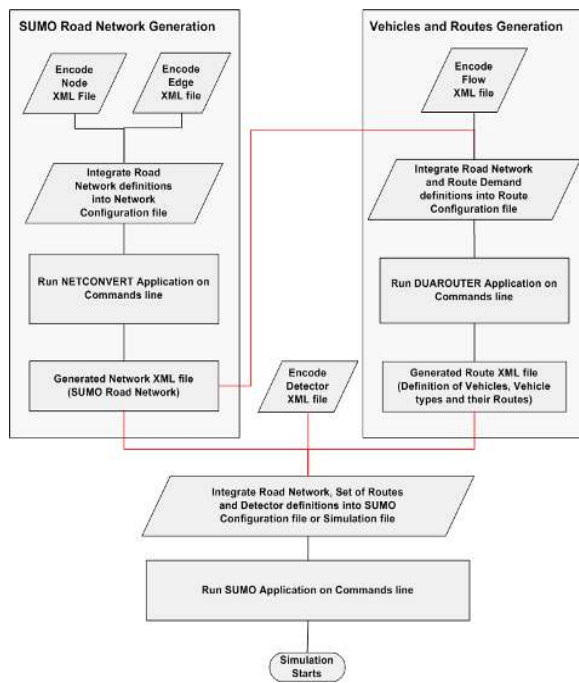 SUMO Road Network Generation
Encode
Node
XML File
Encode
Edge
XML file
Integrate Road
Network definitions
into Network
Configuration file
Run NETCONVERT Application on
Commands line
Generated Network XML file
(SUMO Road Network)
Vehicles and Routes Generation
Encode
Flow
XML file
Integrate Road Network
and Route Demand
definitions into Route
Configuration file
Run DUAROUTER Application on
Commands line
Generated Route XML file
(Definition of Vehicles, Vehicle
types and their Routes)
Encode
Detector
XML file
Integrate Road Network, Set of Routes
and Detector definitions into SUMO
Configuration file or Simulation file
Run SUMO Application on Commands line
Simulation
Starts